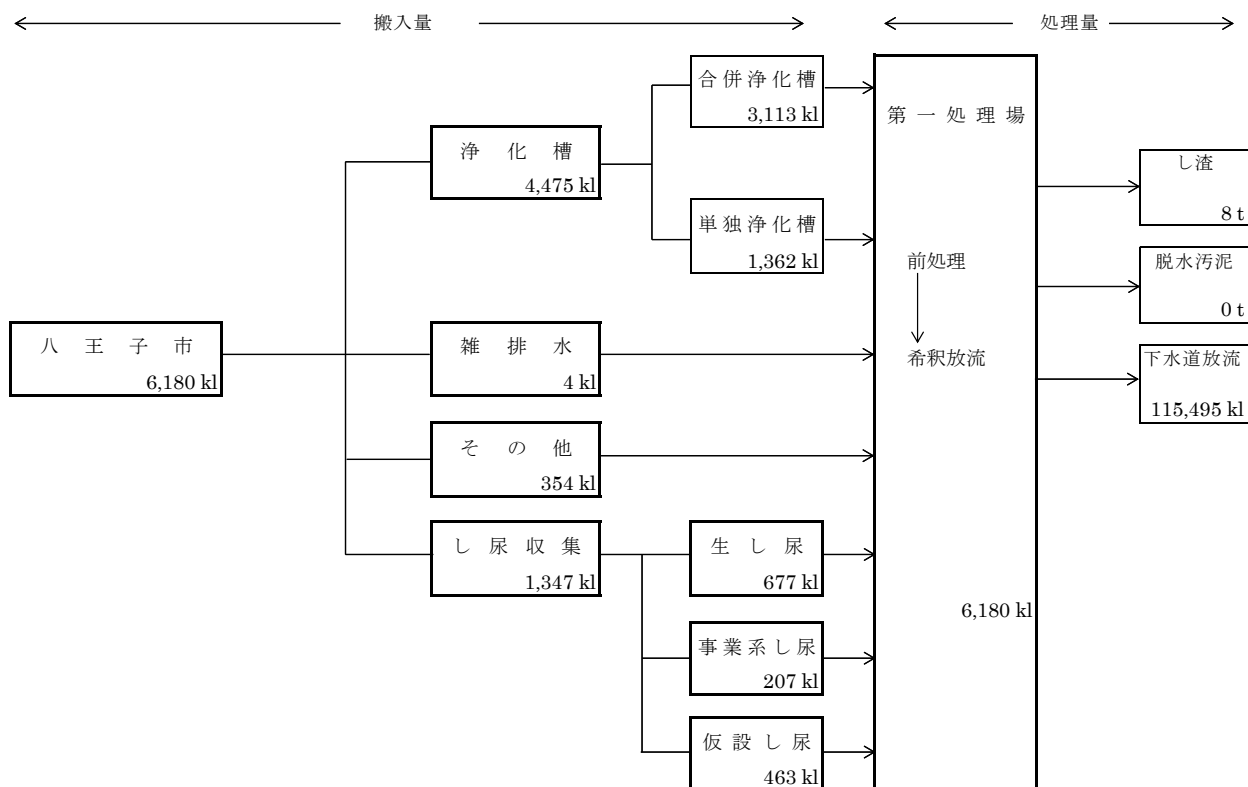 搬入量
処理量
合併浄化槽
3,113 kl
第一処理場
浄化槽
4,475 kl
し渣
8 t
単独浄化槽
1,362 kl
前処理
脱水汚泥
0 t
八王子市
6,180 kl
雑排水
4 kl
希釈放流
下水道放流
115,495 kl
その他
354 kl
し尿収集
1,347 kl
生し尿
677 kl
6,180 kl
事業系し尿
207 kl
仮設し尿
463 kl